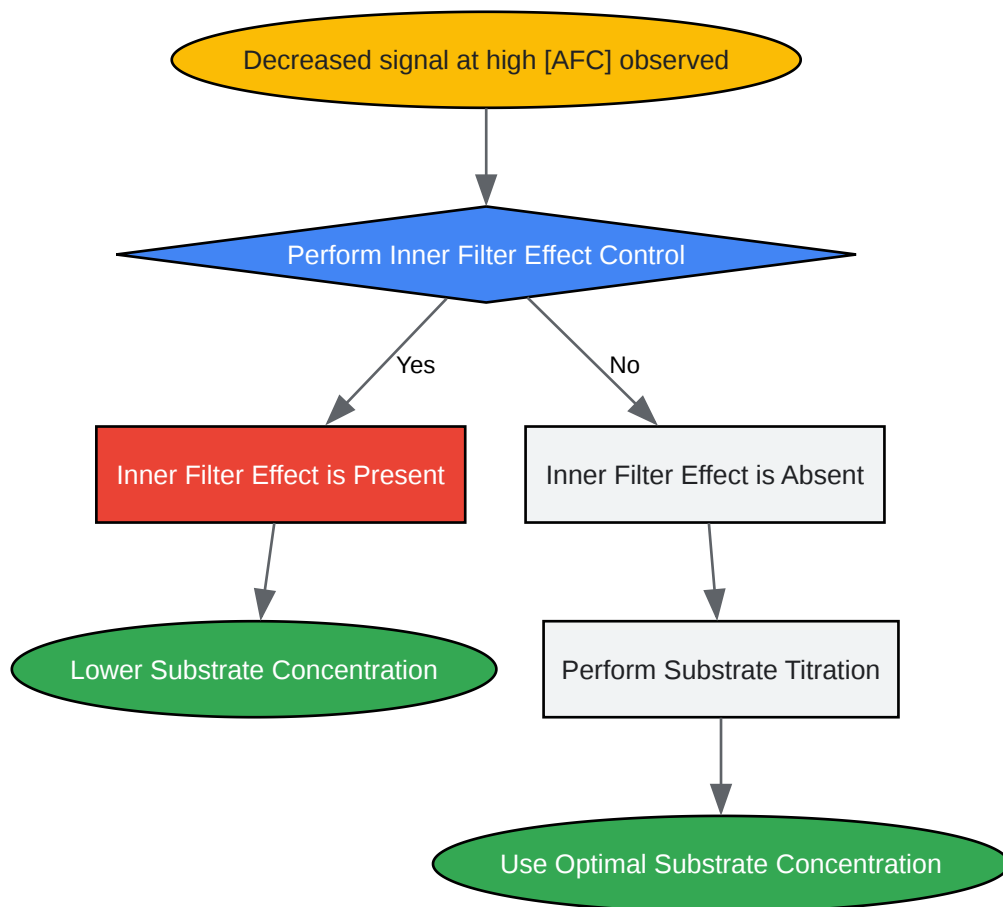 Decreased signal at high [AFC] observed
Perform Inner Filter Effect Control
Yes
No
Inner Filter Effect is Present
Inner Filter Effect is Absent
Lower Substrate Concentration
Perform Substrate Titration
Use Optimal Substrate Concentration